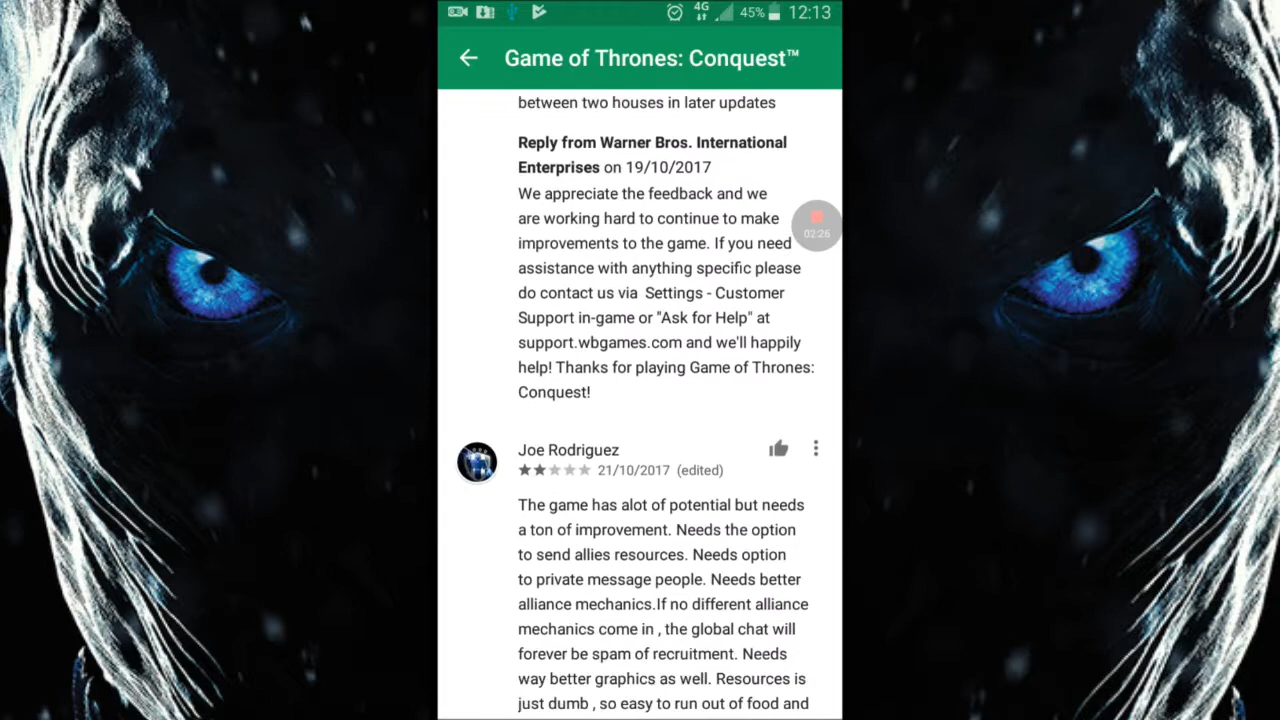 4G 45% 12:13
Game of Thrones: Conquest™
between two houses in later updates
Reply from Warner Bros. International
Enterprises on 19/10/2017
We appreciate the feedback and we
are working hard to continue to make
improvements to the game. If you need
assistance with anything specific please
do contact us via Settings - Customer
Support in-game or "Ask for Help" at
support.wbgames.com and we'll happily
help! Thanks for playing Game of Thrones:
Conquest!
02:26
Joe Rodriguez
21/10/2017 (edited)
The game has alot of potential but needs
a ton of improvement. Needs the option
to send allies resources. Needs option
to private message people. Needs better
alliance mechanics.If no different alliance
mechanics come in , the global chat will
forever be spam of recruitment. Needs
way better graphics as well. Resources is
just dumb , so easy to run out of food and